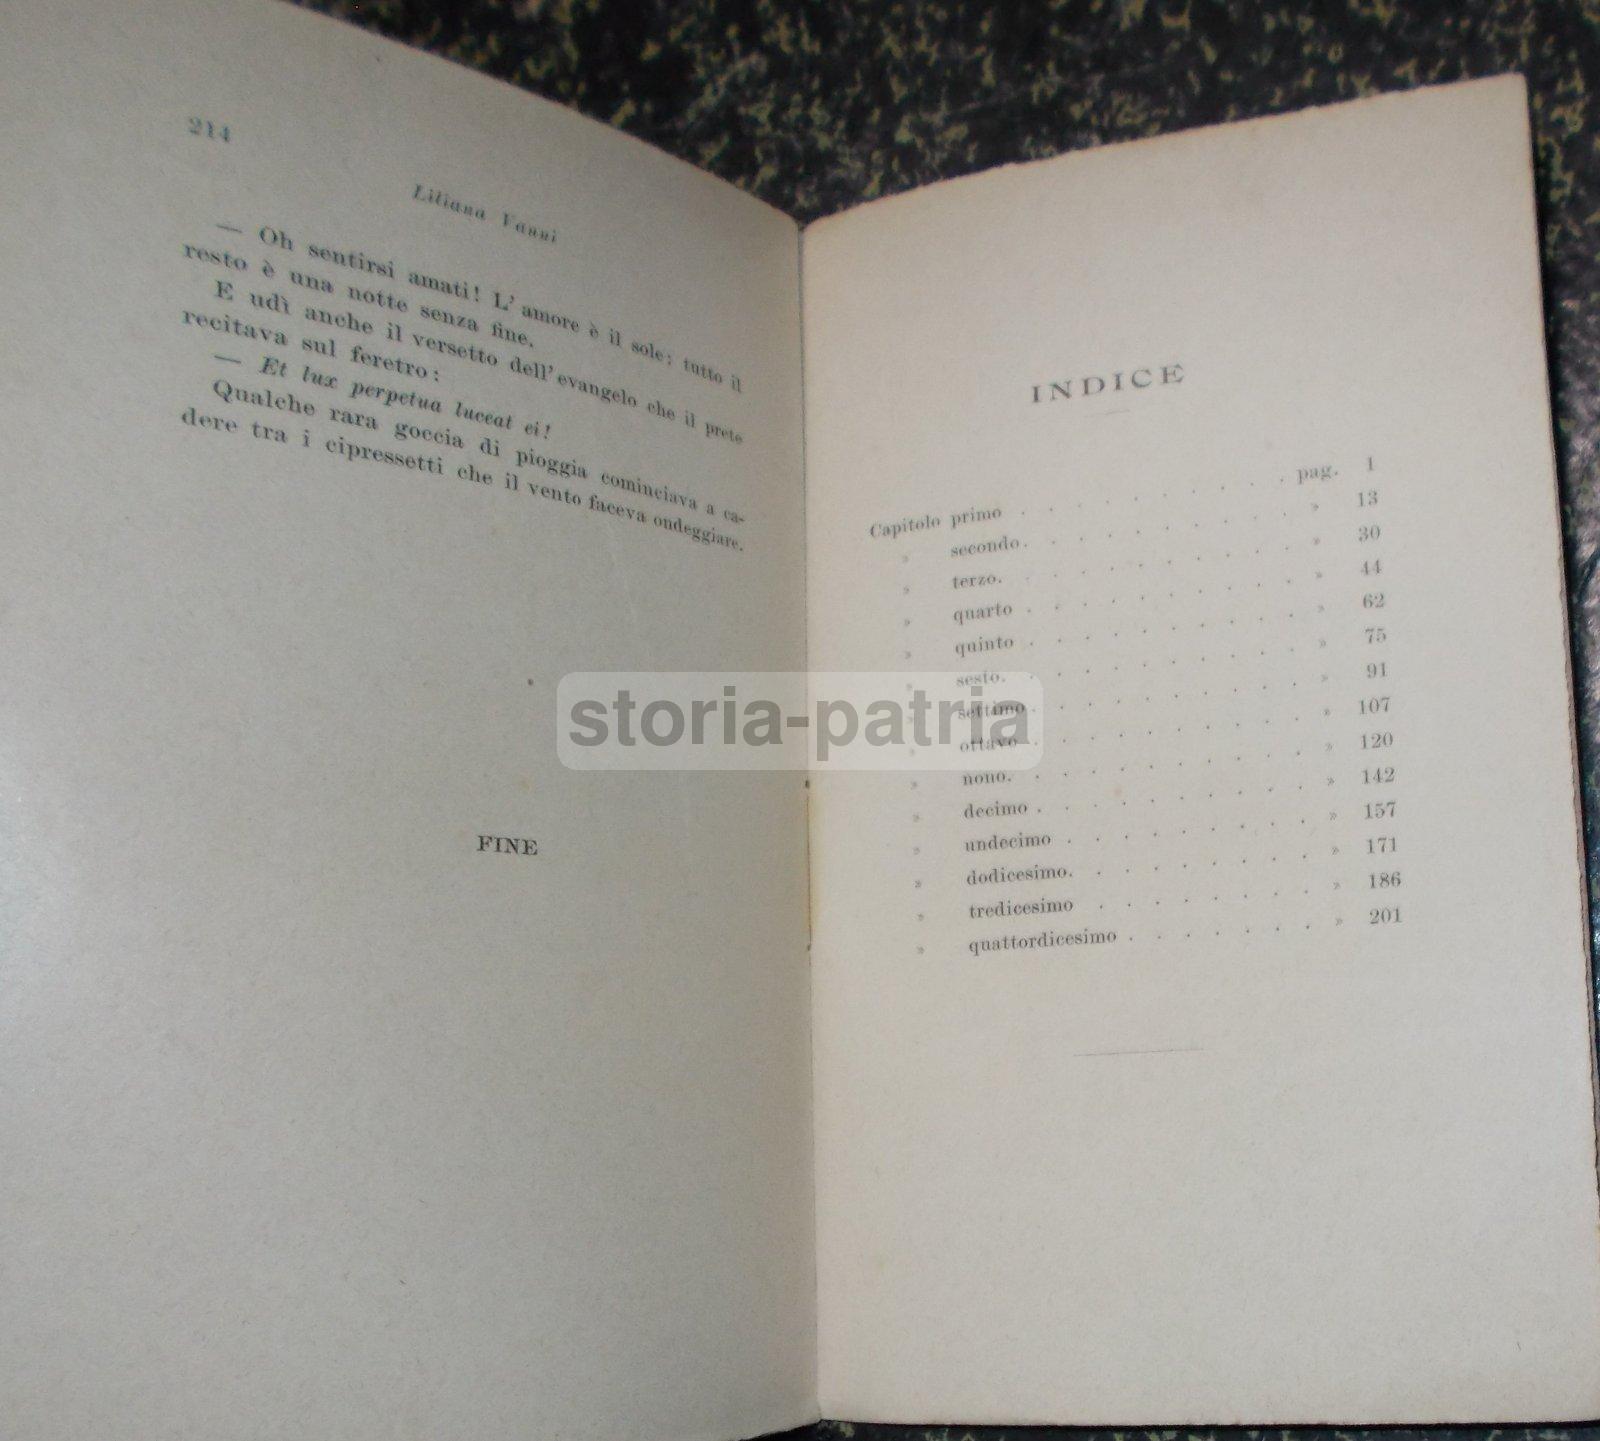 214
Liliana Vanni
— Oh sentirsi amati! L' amore è il sole; tutto il
resto è una notte senza fine.
E udì anche il versetto dell' evangelo che il prete
recitava sul feretro:
— Et lux perpetua luceat ei!
Qualche rara goccia di pioggia cominciava a ca-
dere tra i cipressetti che il vento faceva ondeggiare.
FINE
storia-patria
INDICE
Capitolo primo . . . . . . . . . . pag. 1
» secondo. . . . . . . . . . » 13
» terzo. . . . . . . . . . . » 30
» quarto . . . . . . . . . . » 44
» quinto . . . . . . . . . . » 62
» sesto. . . . . . . . . . . » 75
» settimo . . . . . . . . . . » 91
» ottavo . . . . . . . . . . » 107
» nono. . . . . . . . . . . » 120
» decimo . . . . . . . . . . » 142
» undecimo . . . . . . . . . » 157
» dodicesimo. . . . . . . . . » 171
» tredicesimo . . . . . . . . » 186
» quattordicesimo . . . . . . . » 201